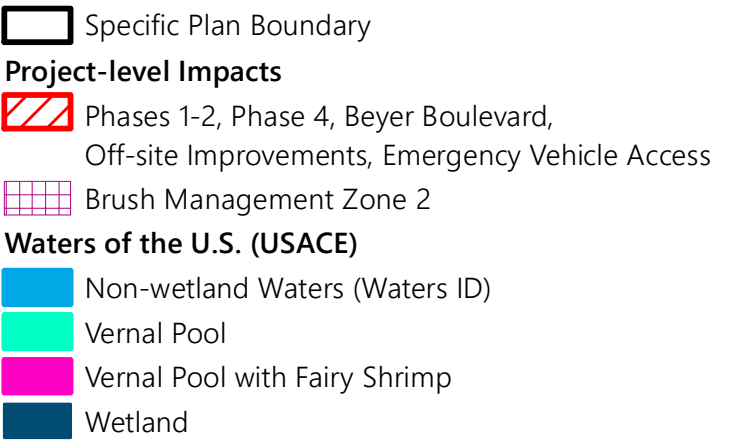 Specific Plan Boundary
Project-level Impacts
Phases 1-2, Phase 4, Beyer Boulevard,
Off-site Improvements, Emergency Vehicle Access
Brush Management Zone 2
Waters of the U.S. (USACE)
Non-wetland Waters (Waters ID)
Vernal Pool
Vernal Pool with Fairy Shrimp
Wetland